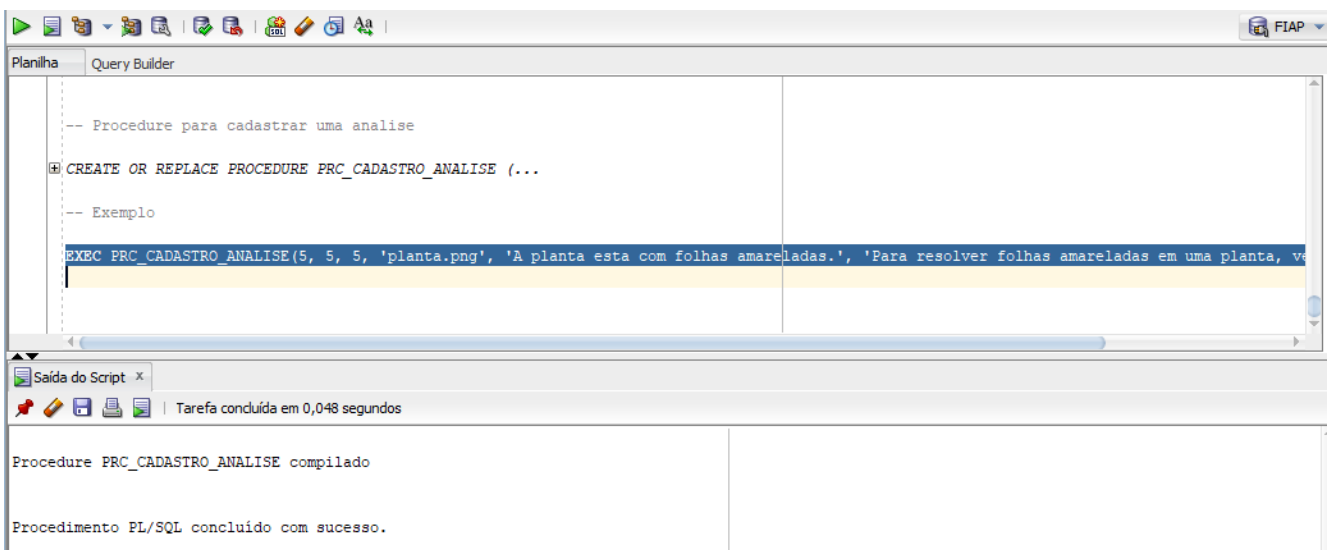 FIAP
Planilha Query Builder
-- Procedure para cadastrar uma analise
CREATE OR REPLACE PROCEDURE PRC_CADASTRO_ANALISE (...
-- Exemplo
EXEC PRC_CADASTRO_ANALISE(5, 5, 5, 'planta.png', 'A planta esta com folhas amareladas.', 'Para resolver folhas amareladas em uma planta,
Saída do Script x
Tarefa concluída em 0,048 segundos
Procedure PRC_CADASTRO_ANALISE compilado
Procedimento PL/SQL concluído com sucesso.